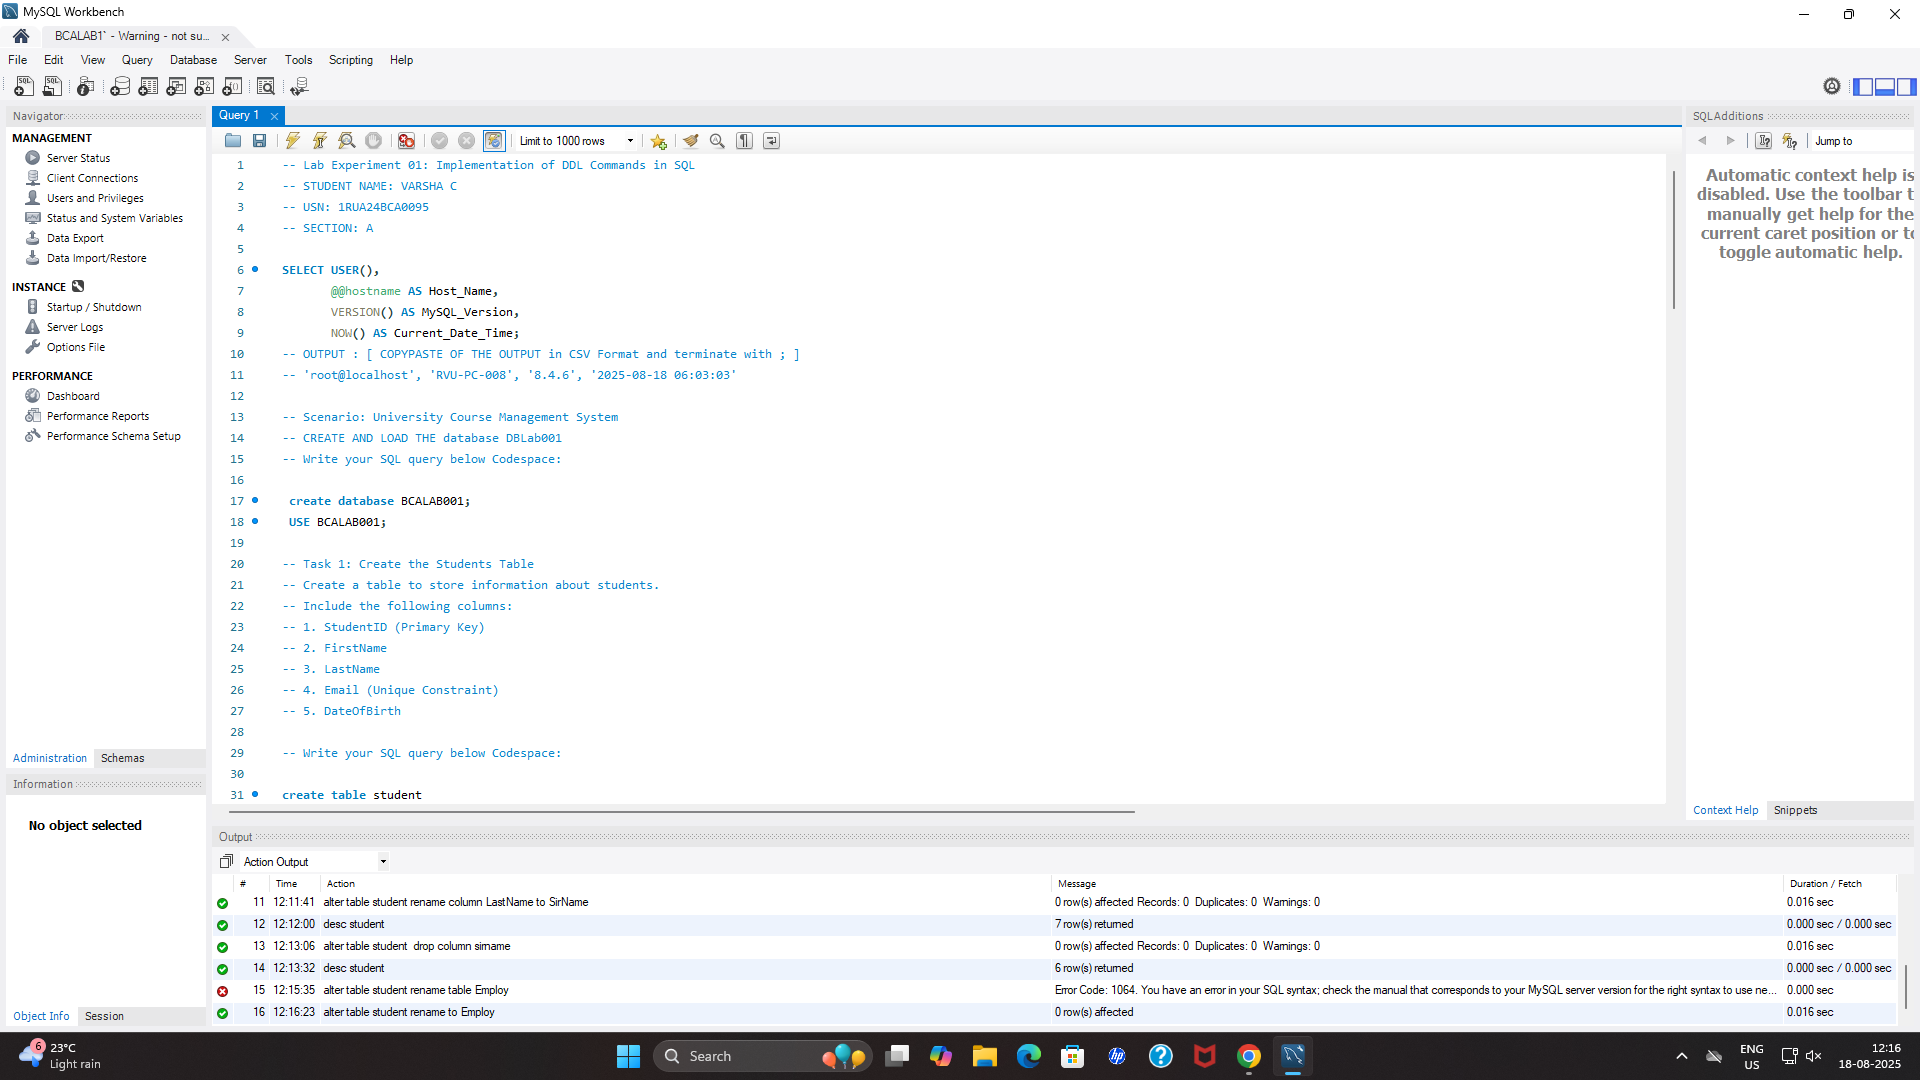 MySQL Workbench
BCALAB1` - Warning - not su...
File Edit View Query Database Server Tools Scripting Help
Navigator
MANAGEMENT
Server Status
Client Connections
Users and Privileges
Status and System Variables
Data Export
Data Import/Restore
INSTANCE
Startup / Shutdown
Server Logs
Options File
PERFORMANCE
Dashboard
Performance Reports
Performance Schema Setup
Administration Schemas
Information
No object selected
Object Info Session
Query 1
Limit to 1000 rows
1 -- Lab Experiment 01: Implementation of DDL Commands in SQL
2 -- STUDENT NAME: VARSHA C
3 -- USN: 1RUA24BCA0095
4 -- SECTION: A
5
6 SELECT USER(),
7 @@hostname AS Host_Name,
8 VERSION() AS MySQL_Version,
9 NOW() AS Current_Date_Time;
10 -- OUTPUT : [ COPYPASTE OF THE OUTPUT in CSV Format and terminate with ; ]
11 -- 'root@localhost', 'RVU-PC-008', '8.4.6', '2025-08-18 06:03:03'
12
13 -- Scenario: University Course Management System
14 -- CREATE AND LOAD THE database DBLab001
15 -- Write your SQL query below Codespace:
16
17 create database BCALAB001;
18 USE BCALAB001;
19
20 -- Task 1: Create the Students Table
21 -- Create a table to store information about students.
22 -- Include the following columns:
23 -- 1. StudentID (Primary Key)
24 -- 2. FirstName
25 -- 3. LastName
26 -- 4. Email (Unique Constraint)
27 -- 5. DateOfBirth
28
29 -- Write your SQL query below Codespace:
30
31 create table student
SQLAdditions
Jump to
Automatic context help is
disabled. Use the toolbar t
manually get help for the
current caret position or to
toggle automatic help.
Context Help Snippets
Output
Action Output
# Time Action Message Duration / Fetch
11 12:11:41 alter table student rename column LastName to SirName 0 row(s) affected Records: 0 Duplicates: 0 Warnings: 0 0.016 sec
12 12:12:00 desc student 7 row(s) returned 0.000 sec / 0.000 sec
13 12:13:06 alter table student drop column sirname 0 row(s) affected Records: 0 Duplicates: 0 Warnings: 0 0.016 sec
14 12:13:32 desc student 6 row(s) returned 0.000 sec / 0.000 sec
15 12:15:35 alter table student rename table Employ Error Code: 1064. You have an error in your SQL syntax; check the manual that corresponds to your MySQL server version for the right syntax to use ne... 0.000 sec
16 12:16:23 alter table student rename to Employ 0 row(s) affected 0.016 sec
6
23°C
Light rain
Search
hp
ENG
US
12:16
18-08-2025